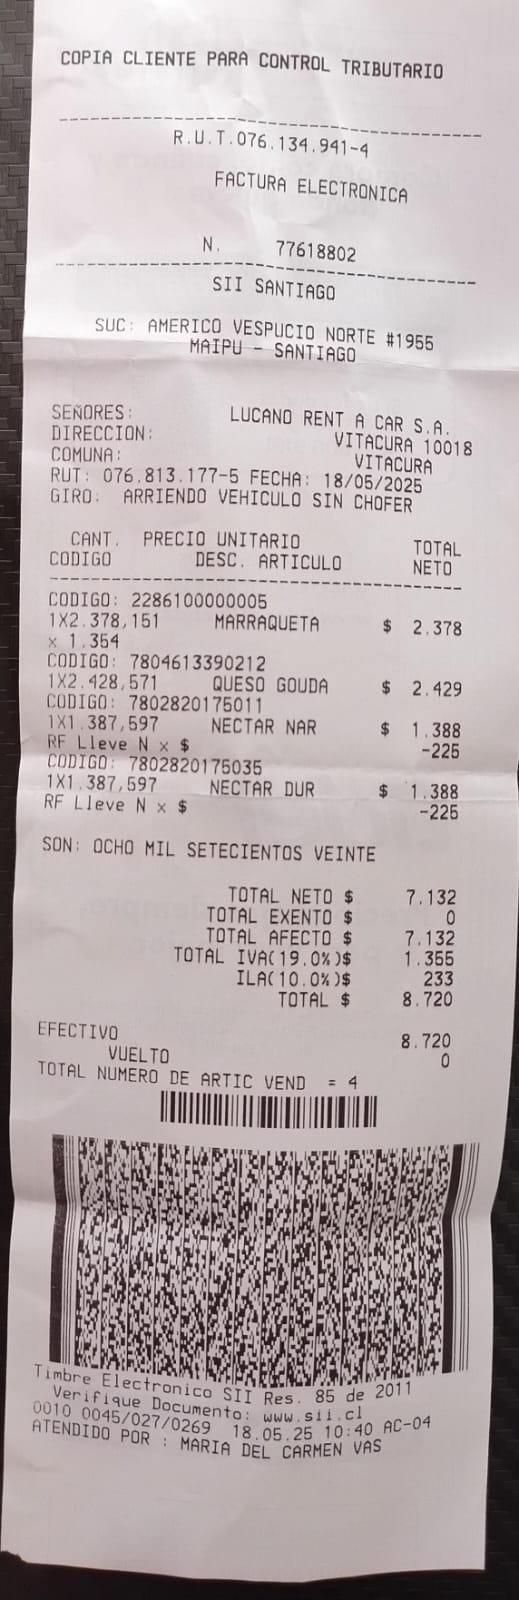 COPIA CLIENTE PARA CONTROL TRIBUTARIO
R.U.T.076.134.941-4
FACTURA ELECTRONICA
N. 77618802
SII SANTIAGO
SUC: AMERICO VESPUCIO NORTE #1955
MAIPU - SANTIAGO
SEÑORES: LUCANO RENT A CAR S.A.
DIRECCION: VITACURA 10018
COMUNA: VITACURA
RUT: 076.813.177-5 FECHA: 18/05/2025
GIRO: ARRIENDO VEHICULO SIN CHOFER
CANT. PRECIO UNITARIO TOTAL
CODIGO DESC. ARTICULO NETO
CODIGO: 2286100000005
1X2.378,151 MARRAQUETA $ 2.378
x 1.354
CODIGO: 7804613390212
1X2.428,571 QUESO GOUDA $ 2.429
CODIGO: 7802820175011
1X1.387,597 NECTAR NAR $ 1.388
RF Lleve N x $ -225
CODIGO: 7802820175035
1X1.387,597 NECTAR DUR $ 1.388
RF Lleve N x $ -225
SON: OCHO MIL SETECIENTOS VEINTE
TOTAL NETO $ 7.132
TOTAL EXENTO $ 0
TOTAL AFECTO $ 7.132
TOTAL IVA(19.0%)$ 1.355
ILA(10.0%)$ 233
TOTAL $ 8.720
EFECTIVO 8.720
VUELTO 0
TOTAL NUMERO DE ARTIC VEND = 4
Timbre Electronico SII Res. 85 de 2011
Verifique Documento: www.sii.cl
0010 0045/027/0269 18.05.25 10:40 AC-04
ATENDIDO POR : MARIA DEL CARMEN VAS